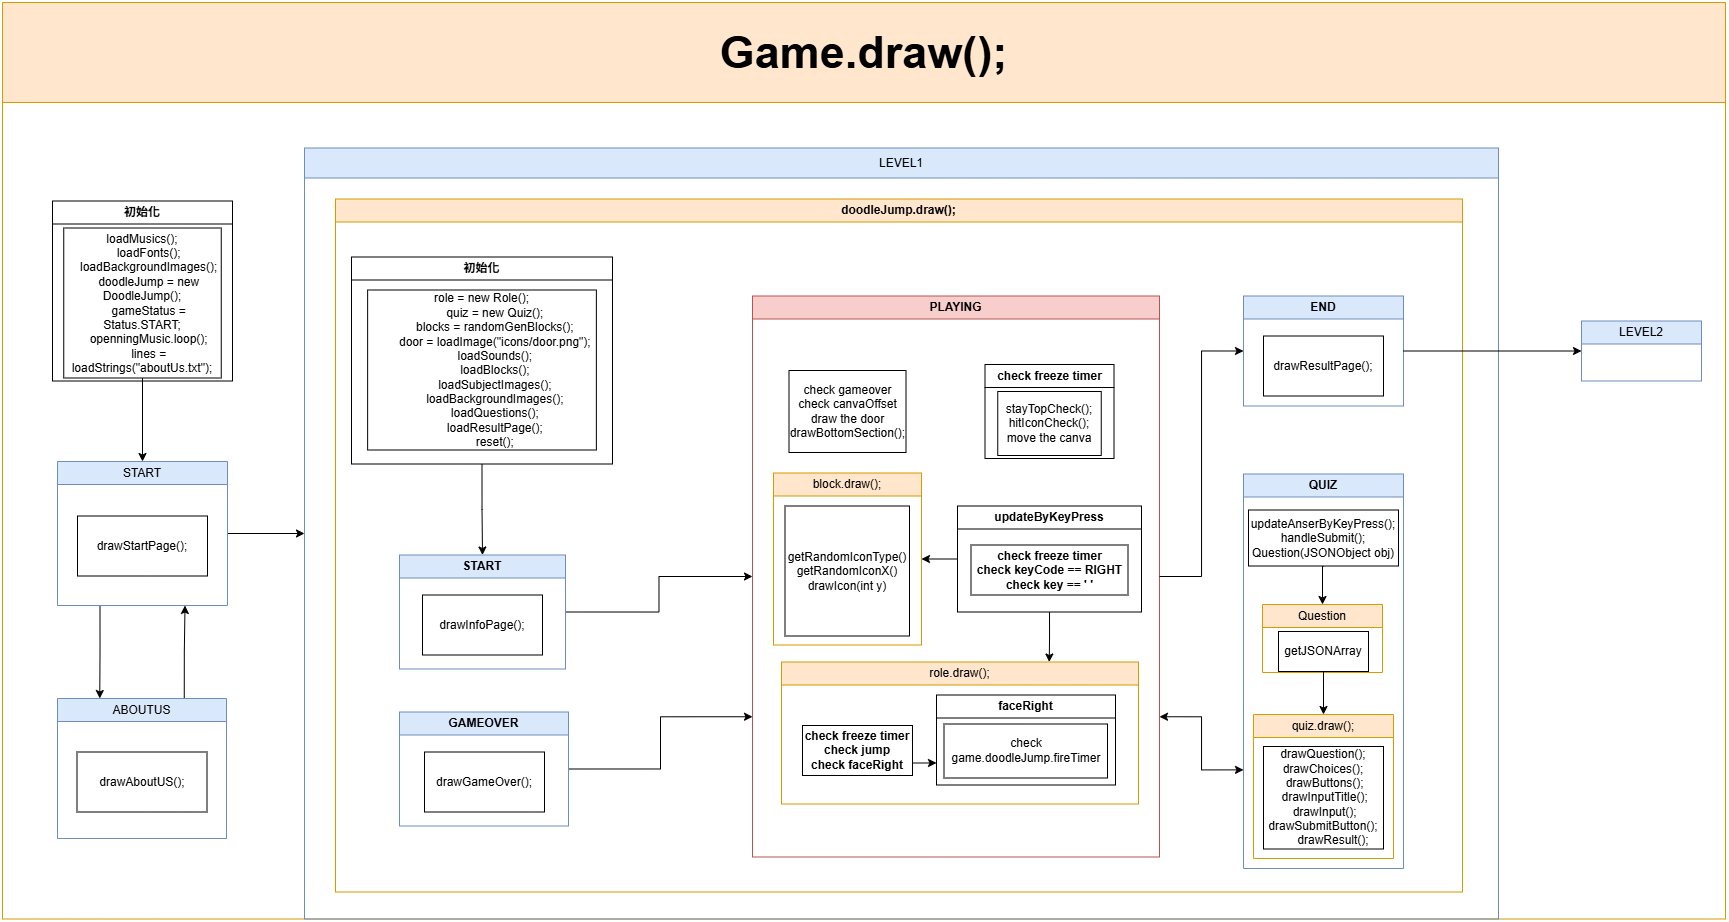 Game.draw();
LEVEL1
初始化
loadMusics();
loadFonts();
loadBackgroundImages();
doodleJump = new
DoodleJump();
gameStatus =
Status.START;
openningMusic.loop();
lines =
loadStrings("aboutUs.txt");
START
drawStartPage();
ABOUTUS
drawAboutUS();
doodleJump.draw();
初始化
role = new Role();
quiz = new Quiz();
blocks = randomGenBlocks();
door = loadImage("icons/door.png");
loadSounds();
loadBlocks();
loadSubjectImages();
loadBackgroundImages();
loadQuestions();
loadResultPage();
reset();
START
drawInfoPage();
GAMEOVER
drawGameOver();
PLAYING
check gameover
check canvaOffset
draw the door
drawBottomSection();
check freeze timer
stayTopCheck();
hitIconCheck();
move the canva
block.draw();
getRandomIconType()
getRandomIconX()
drawIcon(int y)
updateByKeyPress
check freeze timer
check keyCode == RIGHT
check key == ' '
role.draw();
check freeze timer
check jump
check faceRight
faceRight
check
game.doodleJump.fireTimer
END
drawResultPage();
QUIZ
updateAnserByKeyPress();
handleSubmit();
Question(JSONObject obj)
Question
getJSONArray
quiz.draw();
drawQuestion();
drawChoices();
drawButtons();
drawInputTitle();
drawInput();
drawSubmitButton();
drawResult();
LEVEL2